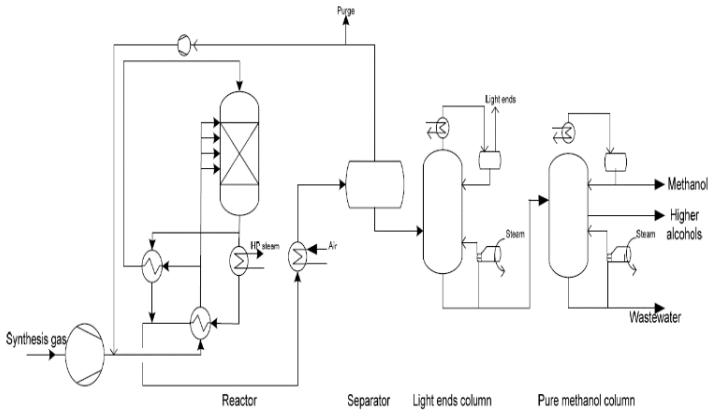 Purge
Light ends
Methanol
Higher
alcohols
HP steam
Air
Steam
Steam
Wastewater
Synthesis gas
Reactor
Separator
Light ends column
Pure methanol column